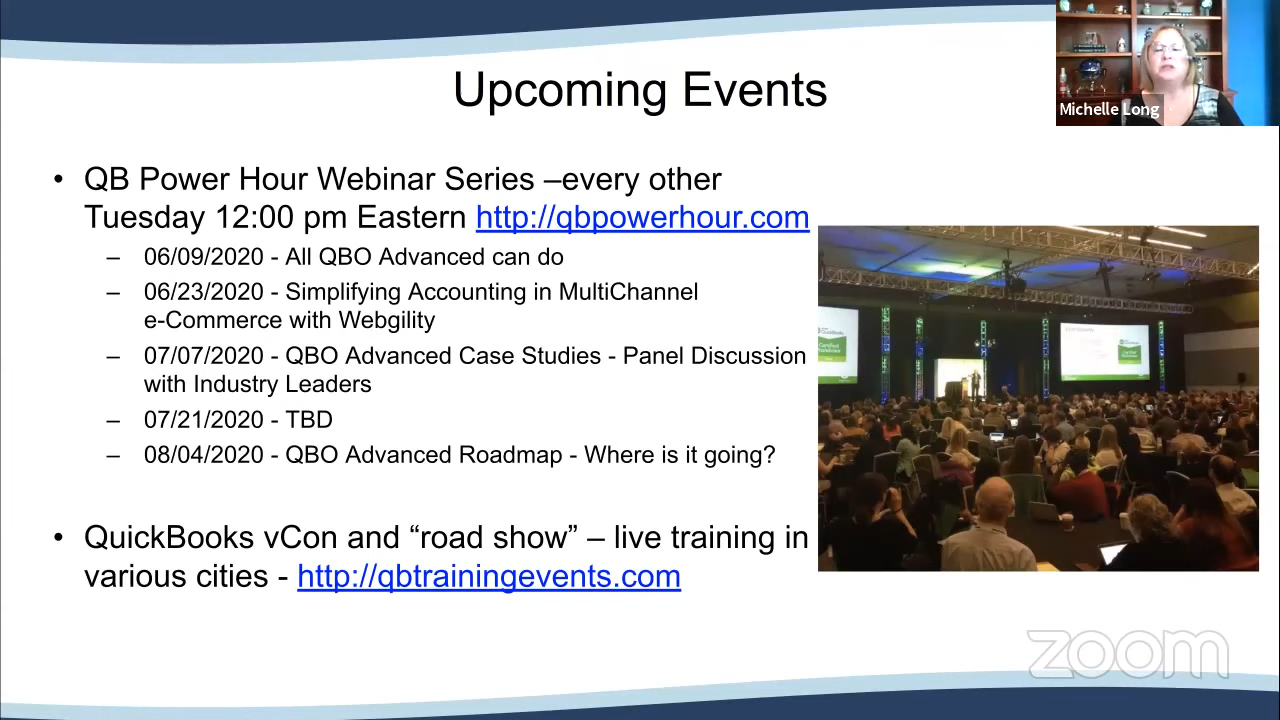 Upcoming Events
Michelle Long
• QB Power Hour Webinar Series –every other
Tuesday 12:00 pm Eastern http://qbpowerhour.com
– 06/09/2020 - All QBO Advanced can do
– 06/23/2020 - Simplifying Accounting in MultiChannel
e-Commerce with Webgility
– 07/07/2020 - QBO Advanced Case Studies - Panel Discussion
with Industry Leaders
– 07/21/2020 - TBD
– 08/04/2020 - QBO Advanced Roadmap - Where is it going?
• QuickBooks vCon and “road show” – live training in
various cities - http://qbtrainingevents.com
zoom